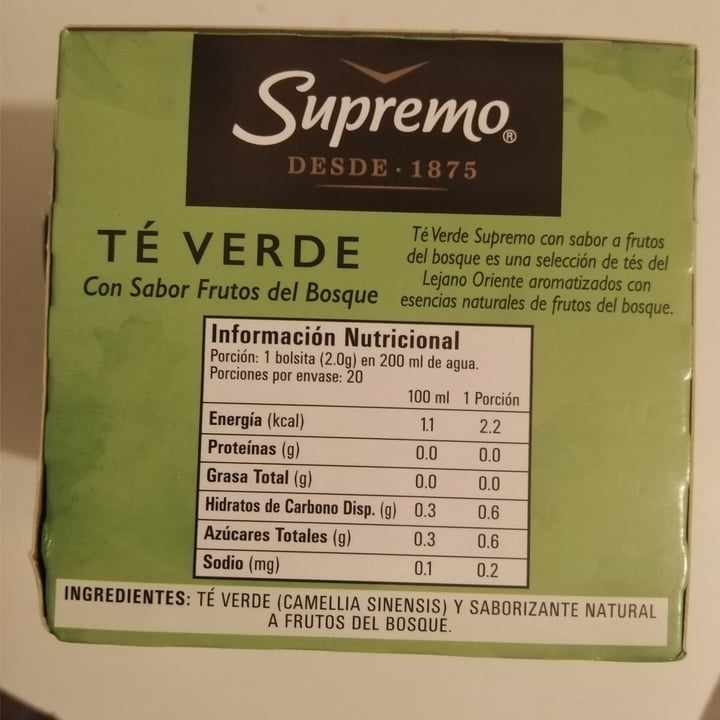 Supremo®
DESDE · 1875
TÉ VERDE
Con Sabor Frutos del Bosque
Té Verde Supremo con sabor a frutos
del bosque es una selección de tés del
Lejano Oriente aromatizados con
esencias naturales de frutos del bosque.
Información Nutricional
Porción: 1 bolsita (2.0g) en 200 ml de agua.
Porciones por envase: 20
100 ml 1 Porción
Energía (kcal) 1.1 2.2
Proteínas (g) 0.0 0.0
Grasa Total (g) 0.0 0.0
Hidratos de Carbono Disp. (g) 0.3 0.6
Azúcares Totales (g) 0.3 0.6
Sodio (mg) 0.1 0.2
INGREDIENTES: TÉ VERDE (CAMELLIA SINENSIS) Y SABORIZANTE NATURAL
A FRUTOS DEL BOSQUE.